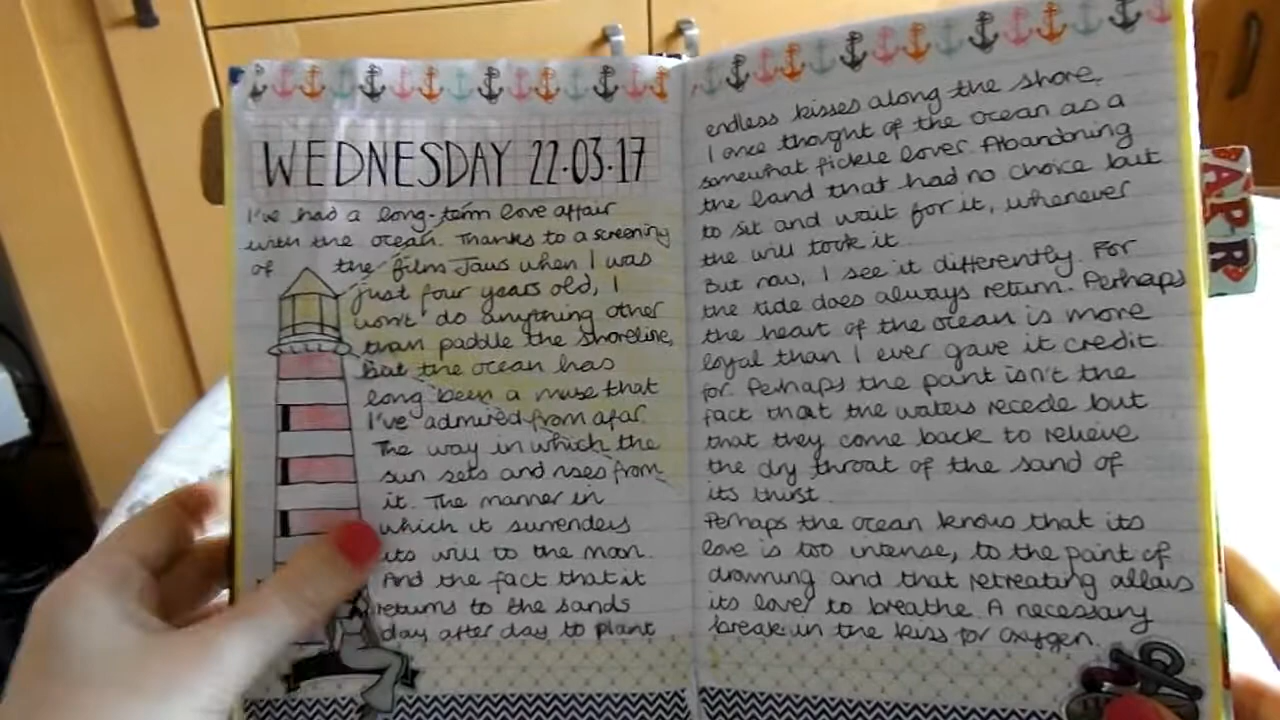 WEDNESDAY 22.03.17
I've had a long-term love affair
with the ocean. Thanks to a screening
of the film Jaws when I was
just four years old, I
won't do anything other
than paddle the shoreline,
but the ocean has
long been a muse that
I've admired from afar.
The way in which the
sun sets and rises from
it. The manner in
which it surrenders
its will to the moon.
And the fact that it
returns to the sands
day after day to plant
endless kisses along the shore.
I once thought of the ocean as a
somewhat fickle lover. Abandoning
the land that had no choice but
to sit and wait for it, whenever
the will took it.
But now, I see it differently. For
the tide does always return. Perhaps
the heart of the ocean is more
loyal than I ever gave it credit
for. Perhaps the point isn't the
fact that the waters recede but
that they come back to relieve
the dry throat of the sand of
its thirst.
Perhaps the ocean knows that its
love is too intense, to the point of
drowning and that retreating allows
its lover to breathe. A necessary
break in the kiss for oxygen.